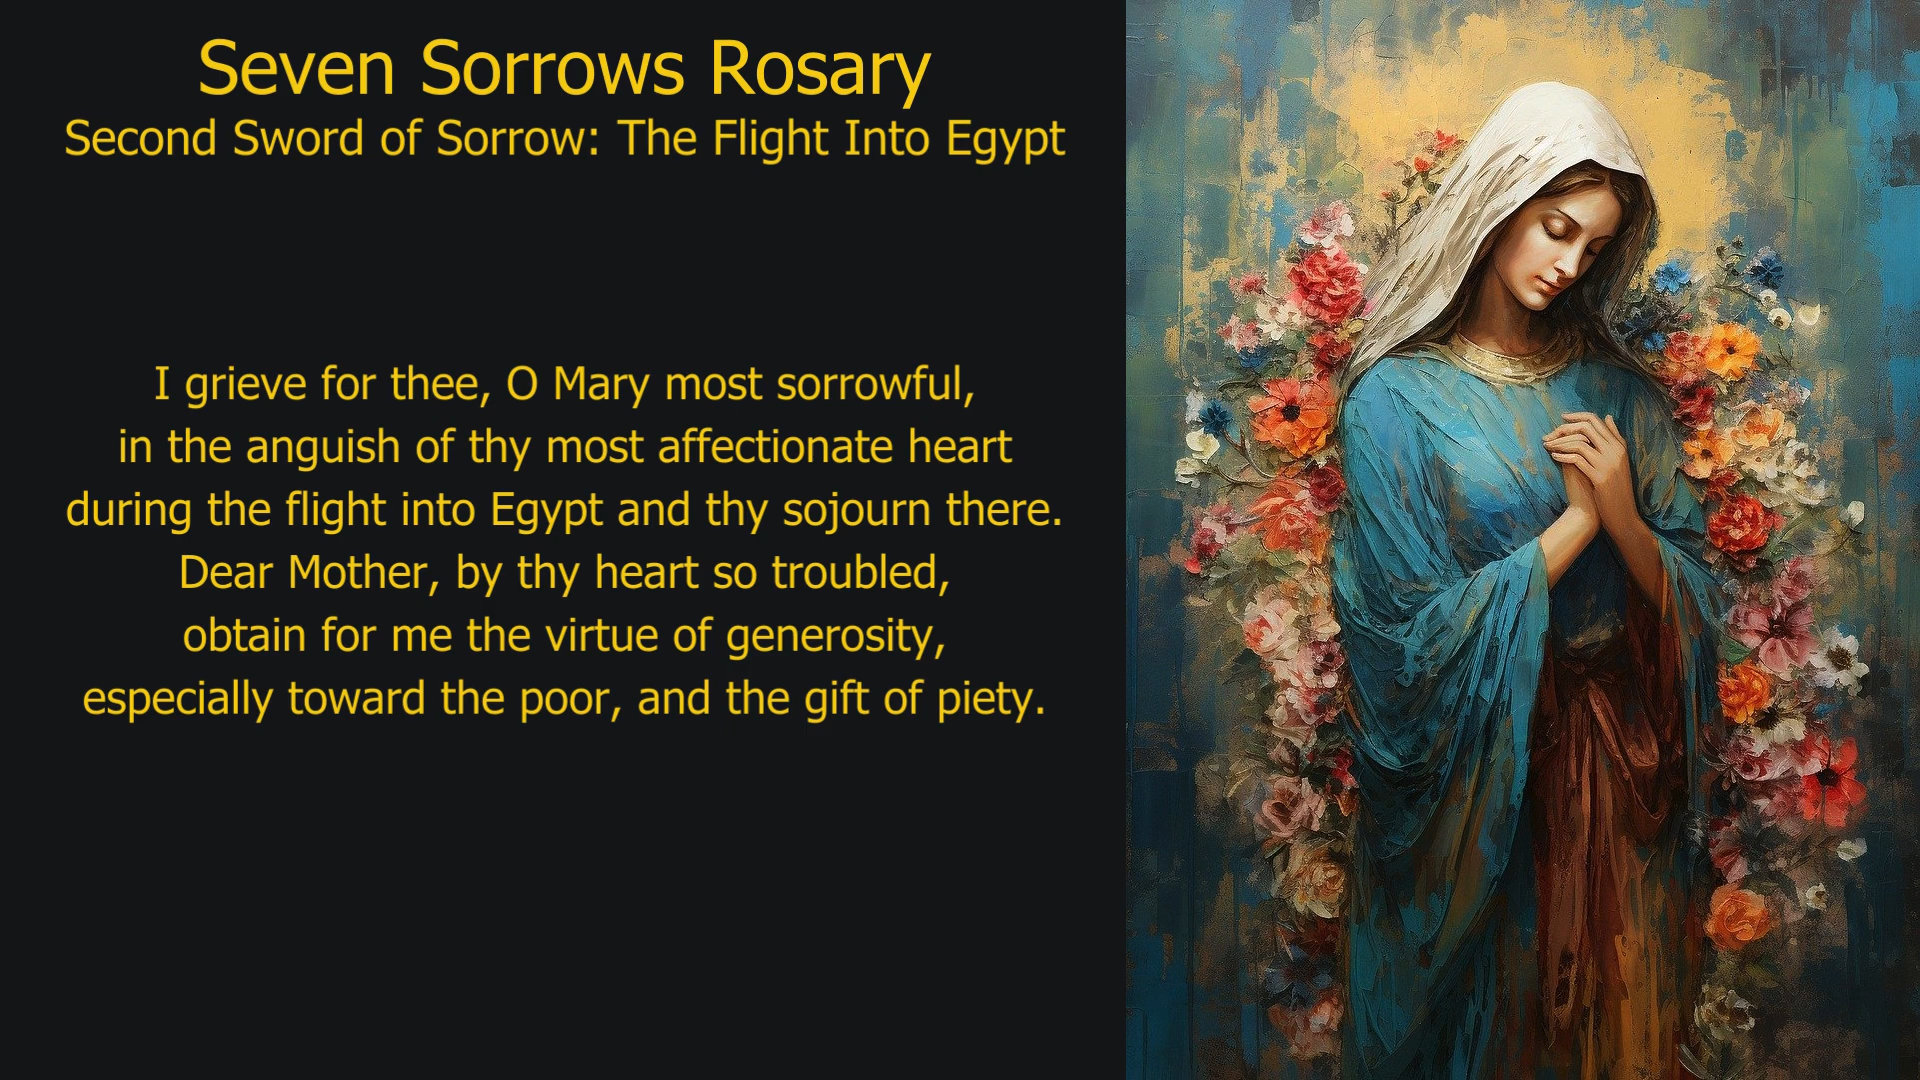 Seven Sorrows Rosary
Second Sword of Sorrow: The Flight Into Egypt
I grieve for thee, O Mary most sorrowful,
in the anguish of thy most affectionate heart
during the flight into Egypt and thy sojourn there.
Dear Mother, by thy heart so troubled,
obtain for me the virtue of generosity,
especially toward the poor, and the gift of piety.